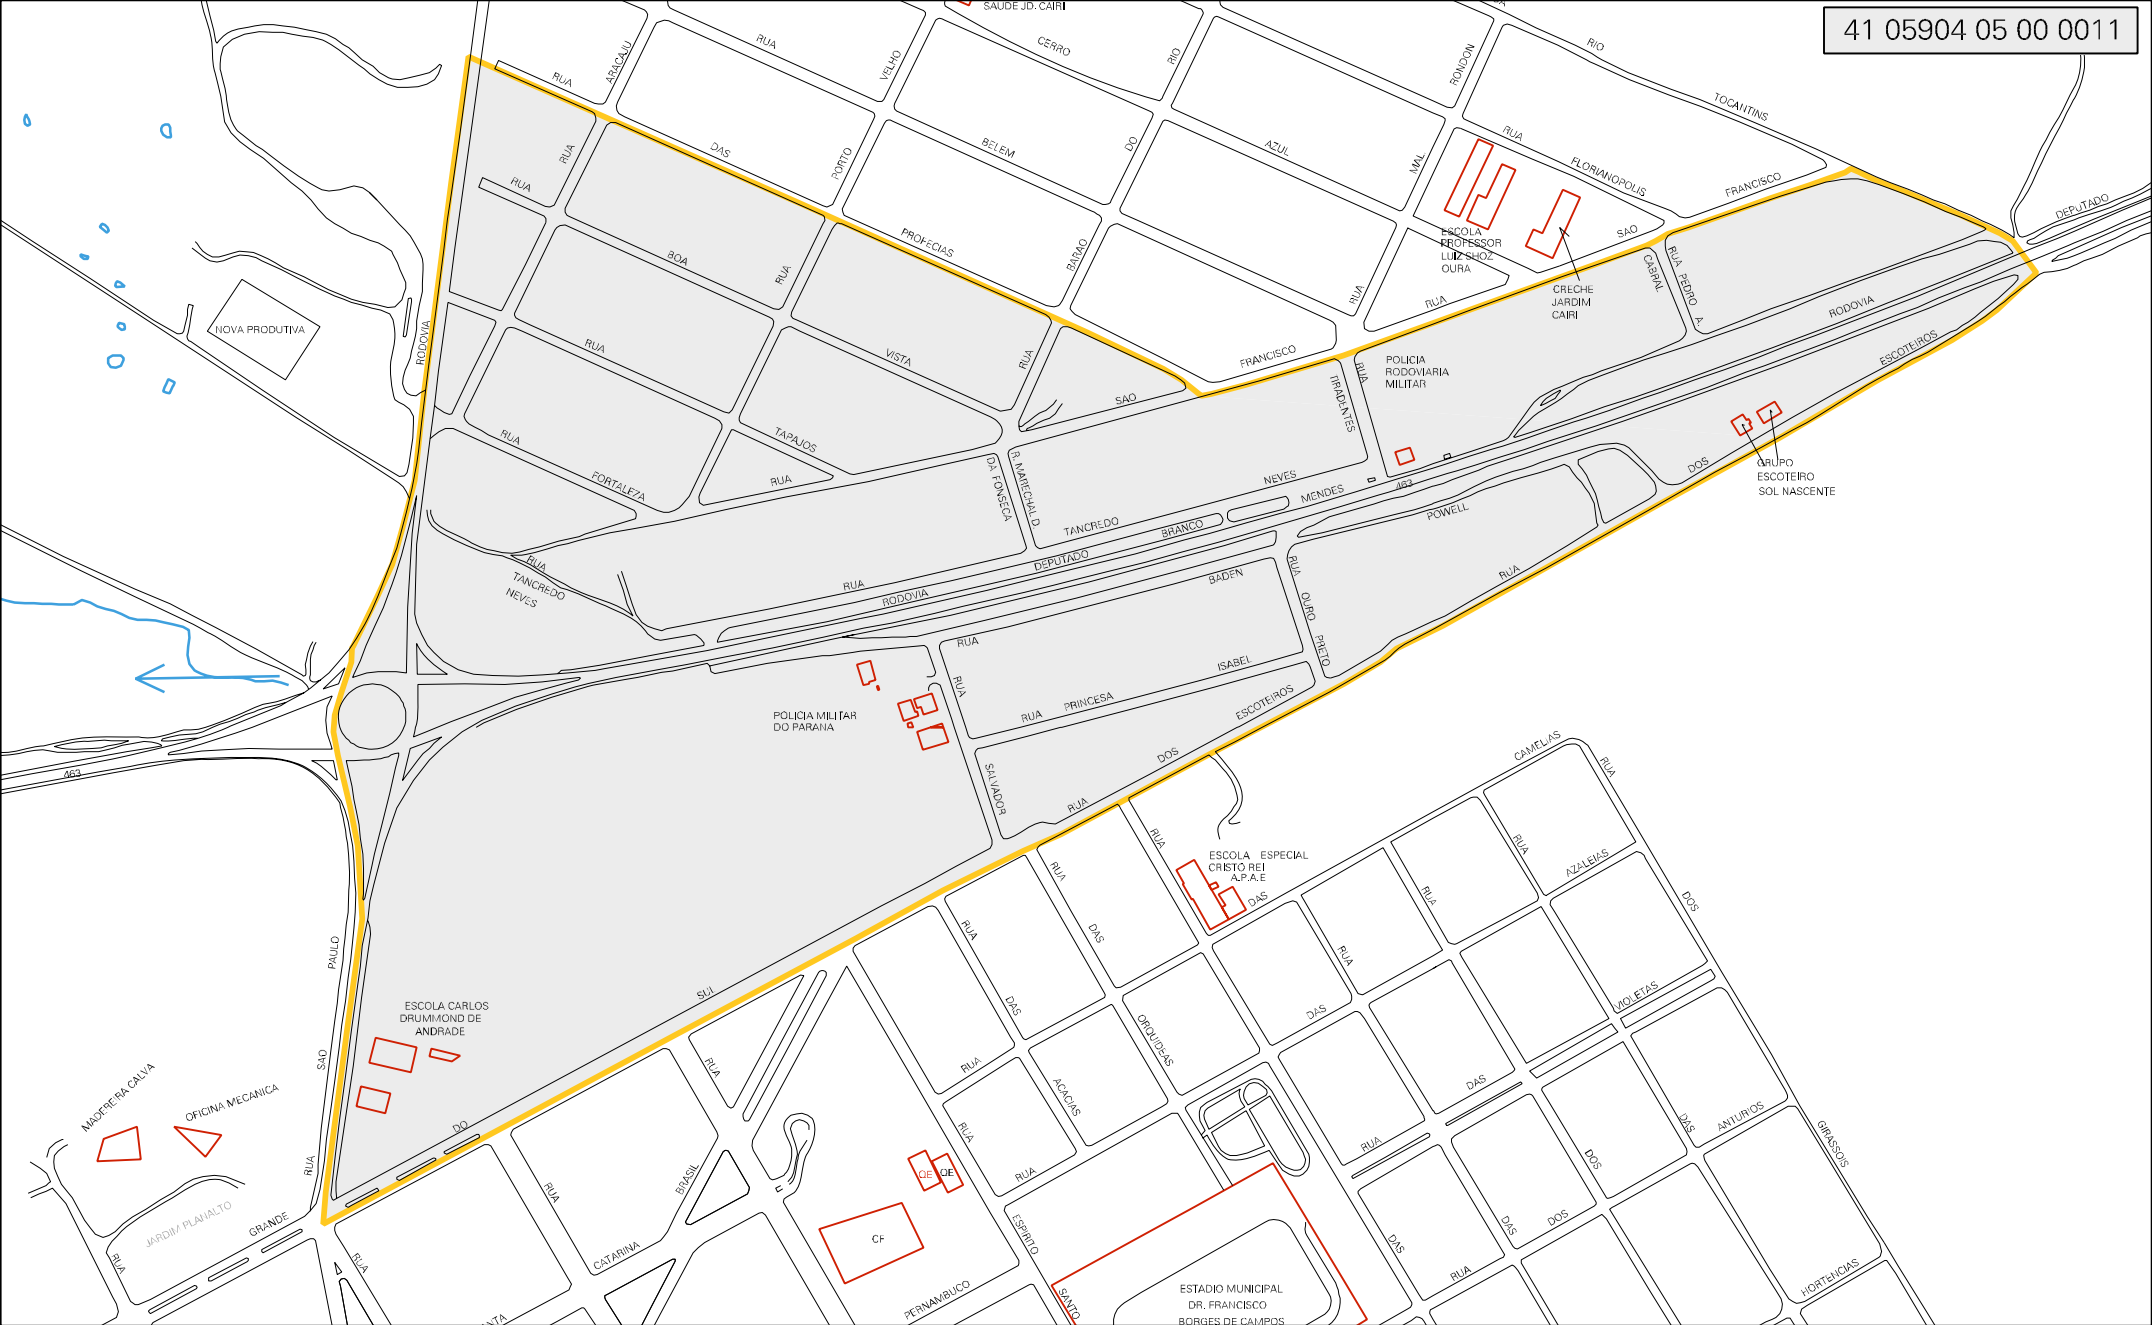 SAUDE JD. CAIRI
41 05904 05 00 0011
RUA
ARACAJU
RUA
VELHO
CERRO
RIO
RONDON
RIO
TOCANTINS
RUA
DAS
PORTO
BELEM
DO
AZUL
MAL.
RUA
FLORIANOPOLIS
FRANCISCO
DEPUTADO
RUA
RUA
BOA
RUA
PROFECIAS
BARAO
RUA
ESCOLA
PROFESSOR
LUIZ SHOZ
OURA
SAO
RUA
CRECHE
JARDIM
CAIRI
CABRAL
RUA PEDRO A.
RODOVIA
ESCOTEIROS
NOVA PRODUTIVA
RODOVIA
RUA
VISTA
RUA
SAO
FRANCISCO
TIRADENTES
RUA
POLICIA
RODOVIARIA
MILITAR
RUA
FORTALEZA
TAPAJOS
RUA
DA FONSECA
R. MARECHAL D.
NEVES
MENDES
463
DOS
GRUPO
ESCOTEIRO
SOL NASCENTE
TANCREDO
BRANCO
POWELL
RUA
TANCREDO
NEVES
RUA
DEPUTADO
RODOVIA
BADEN
RUA
OURO
PRETO
RUA
RUA
ISABEL
RUA
PRINCESA
RUA
ESCOTEIROS
POLICIA MILITAR
DO PARANA
SALVADOR
DOS
RUA
463
CAMELIAS
RUA
RUA
ESCOLA ESPECIAL
CRISTO REI
A.P.A.E
DAS
RUA
AZALEIAS
RUA
RUA
DOS
RUA
DAS
RUA
PAULO
SAO
RUA
ESCOLA CARLOS
DRUMMOND DE
ANDRADE
SUL
DO
DAS
ORQUIDEAS
DAS
VIOLETAS
RUA
RUA
ACACIAS
DAS
DAS
ANTURIOS
GIRASSOIS
MADEREIRA CALVA
OFICINA MECANICA
RUA
RUA
RUA
DOS
JARDIM PLANALTO
GRANDE
RUA
RUA
RUA
BRASIL
CATARINA
QE
QE
CF
ESPIRITO
SANTO
PERNAMBUCO
DAS
DAS
DOS
RUA
HORTENCIAS
ESTADIO MUNICIPAL
DR. FRANCISCO
BORGES DE CAMPOS